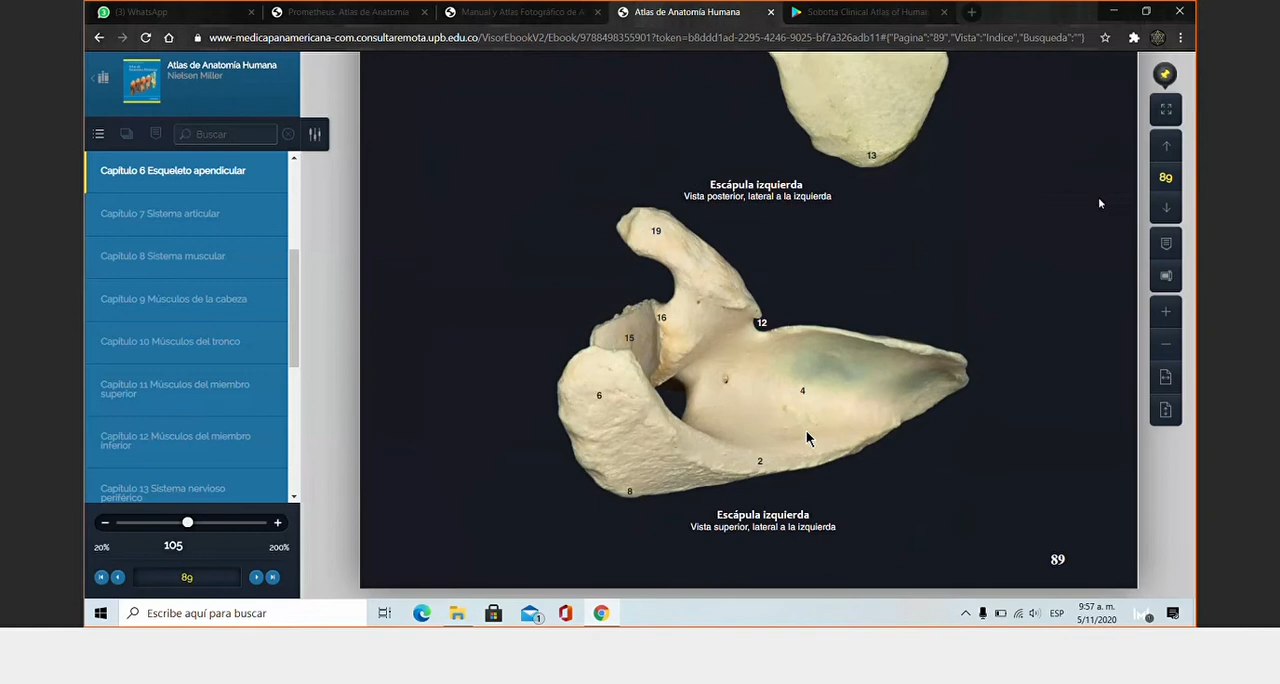 (3) WhatsApp
Prometheus. Atlas de Anatomía
Manual y Atlas Fotográfico de A
Atlas de Anatomía Humana
Sobotta Clinical Atlas of Human
www-medicapanamericana-com.consultaremota.upb.edu.co/VisorEbookV2/Ebook/9788498355901?token=b8ddd1ad-2295-4246-9025-bf7a326adb11#{"Pagina":"89","Vista":"Indice","Busqueda":""}
Atlas de Anatomía Humana
Nielsen Miller
Buscar
Capítulo 6 Esqueleto apendicular
Capítulo 7 Sistema articular
Capítulo 8 Sistema muscular
Capítulo 9 Músculos de la cabeza
Capítulo 10 Músculos del tronco
Capítulo 11 Músculos del miembro
superior
Capítulo 12 Músculos del miembro
inferior
Capítulo 13 Sistema nervioso
periférico
20%
105
200%
89
13
Escápula izquierda
Vista posterior, lateral a la izquierda
19
16
12
15
6
4
2
8
Escápula izquierda
Vista superior, lateral a la izquierda
89
89
Escribe aquí para buscar
1
ESP
9:57 a. m.
5/11/2020
1